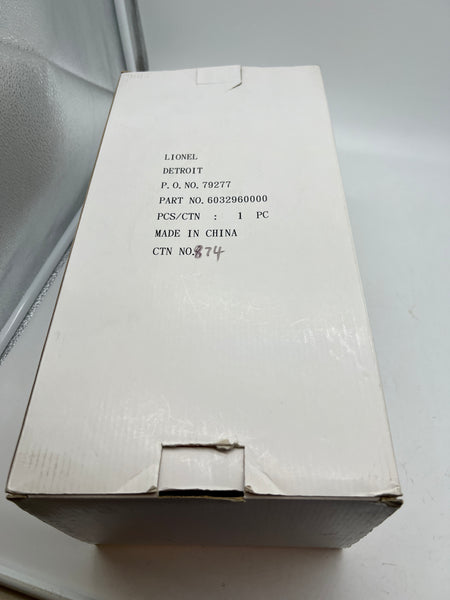 LIONEL
DETROIT
P. O. NO. 79277
PART NO. 6032960000
PCS/CTN : 1 PC
MADE IN CHINA
CTN NO. 874